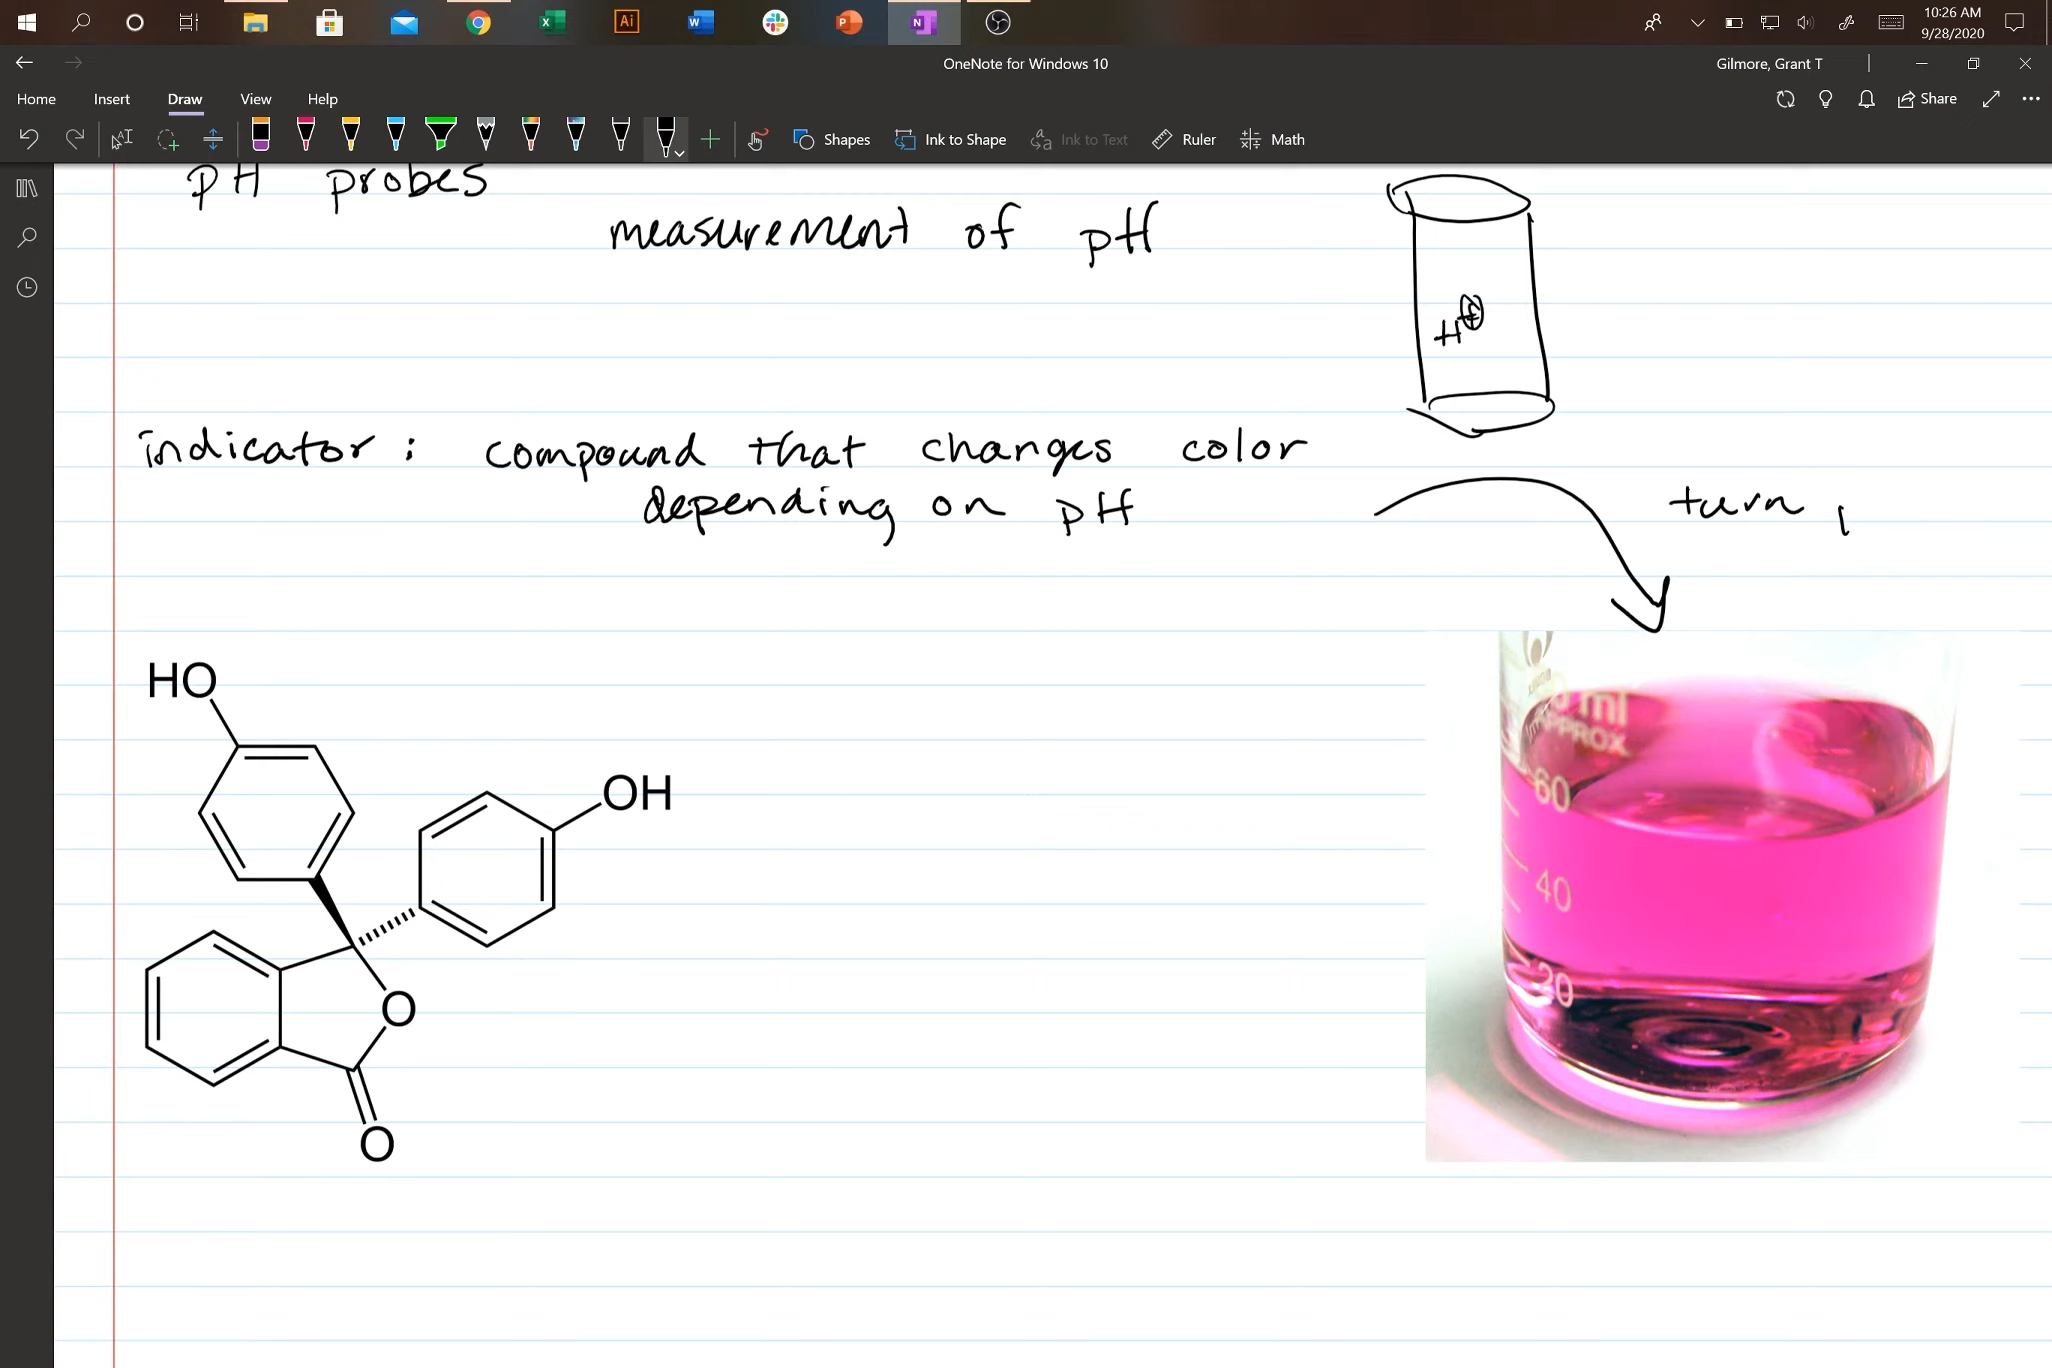 10:26 AM
9/28/2020
OneNote for Windows 10
Gilmore, Grant T
Home Insert Draw View Help
Share
Shapes Ink to Shape Ink to Text Ruler Math
pH probes
measurement of pH
H+
indicator: compound that changes color
depending on pH
turn
HO
OH
O
O
ml
APPROX
60
40
20